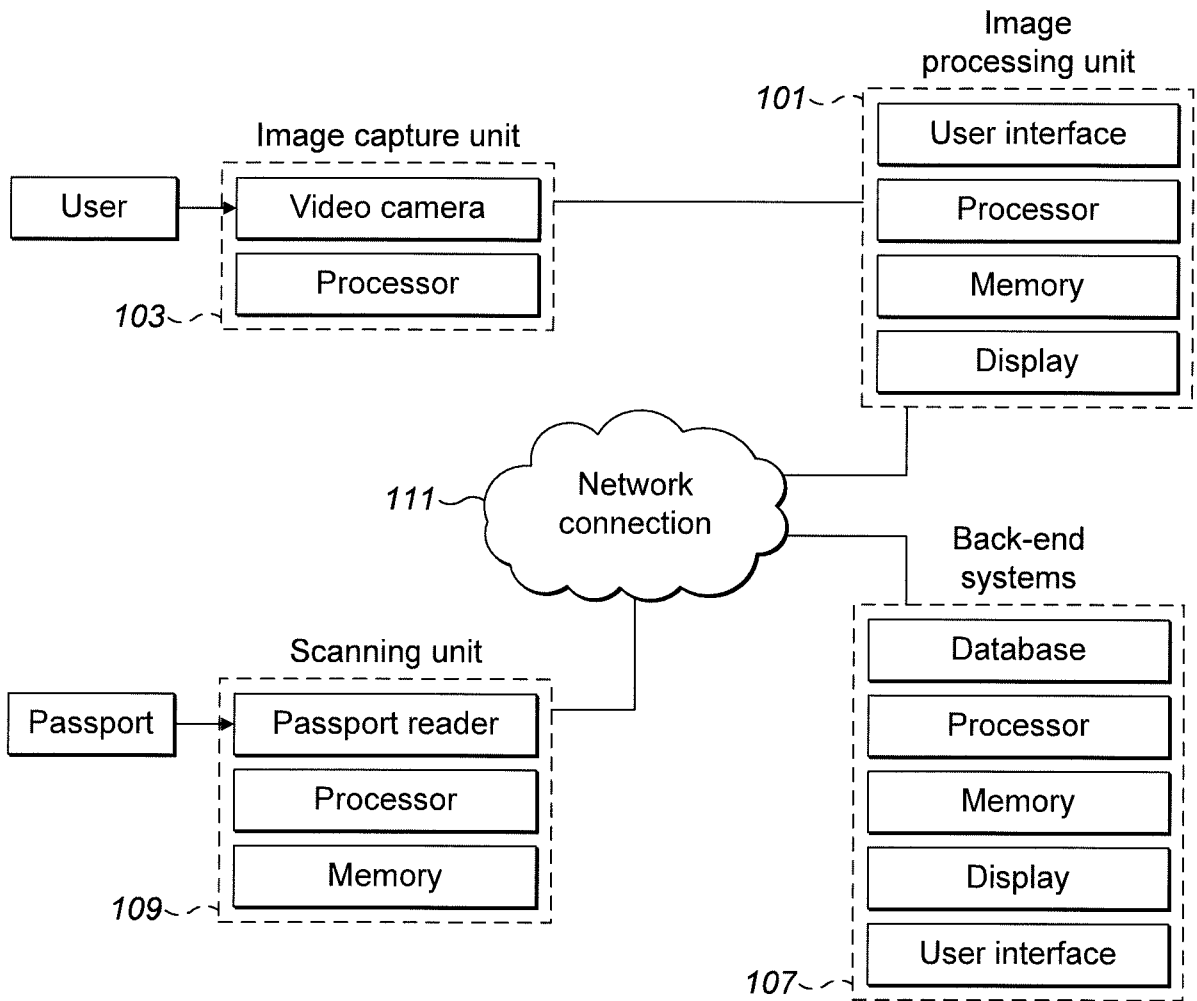 Image
processing unit
101
User interface
Processor
Memory
Display
Image capture unit
User
Video camera
Processor
103
111
Network
connection
Back-end
systems
Database
Processor
Memory
Display
User interface
107
Scanning unit
Passport
Passport reader
Processor
Memory
109